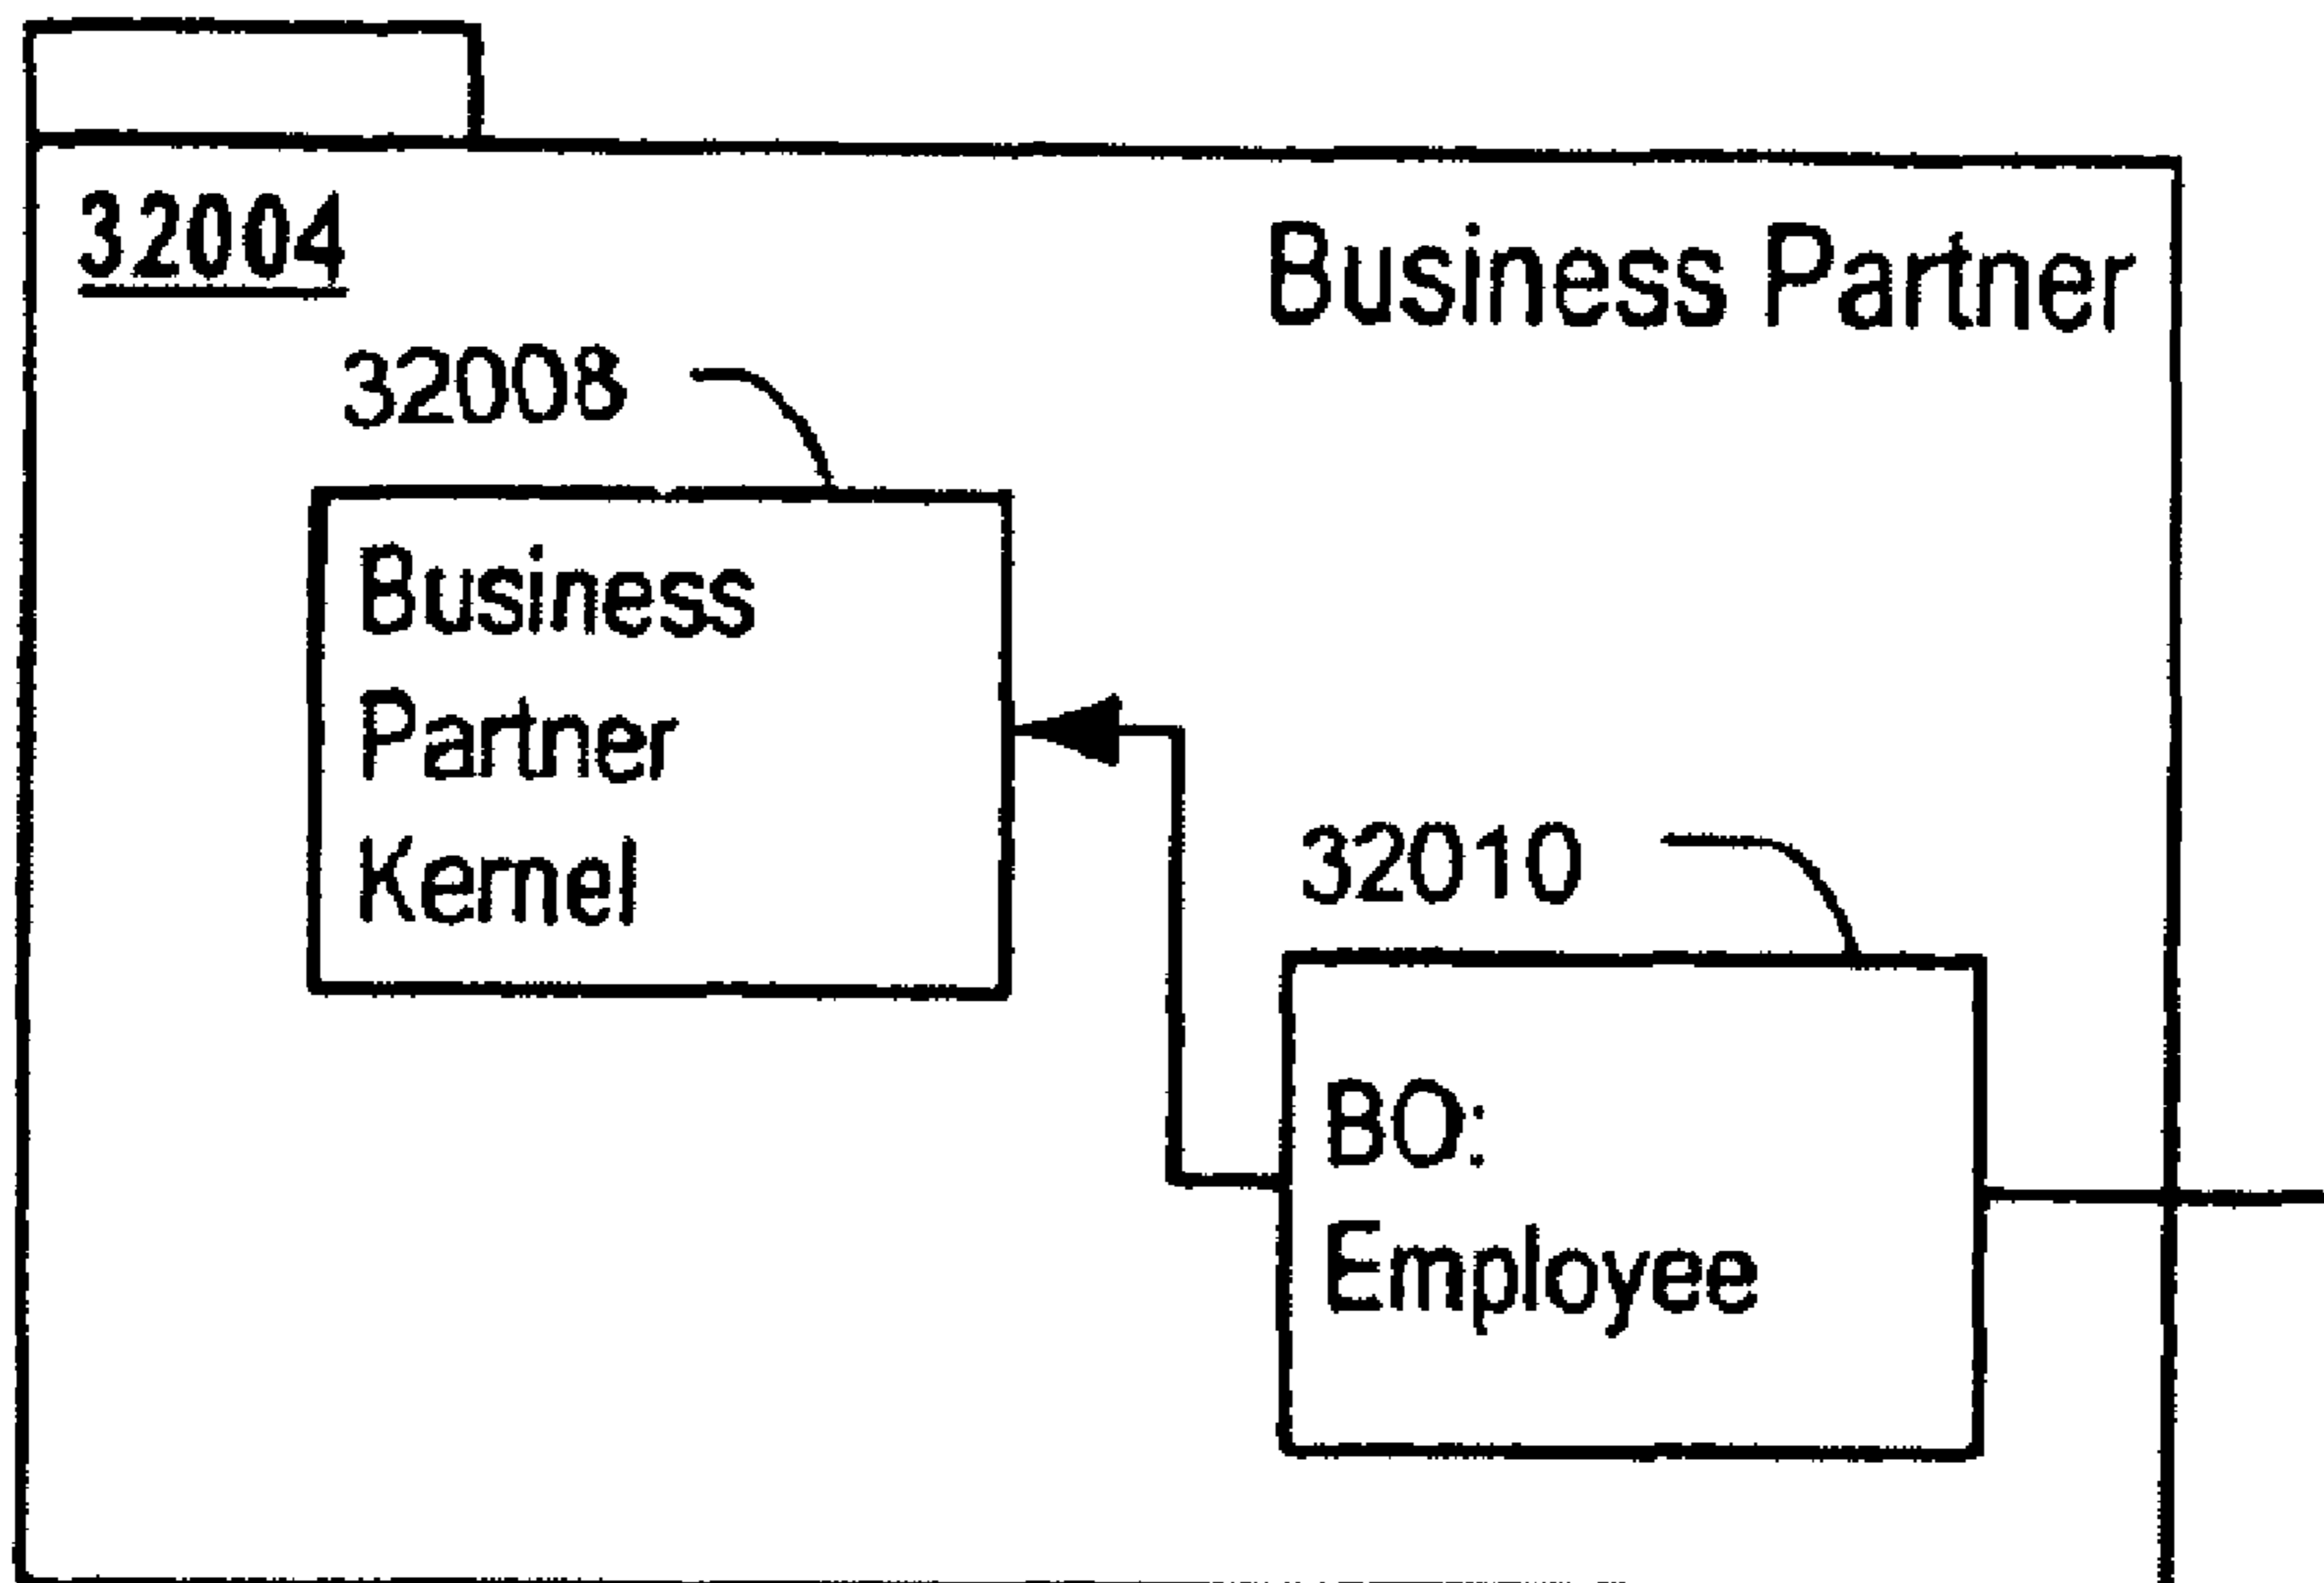 32004
Business Partner
32008
Business
Partner
Kernel
32010
BO:
Employee